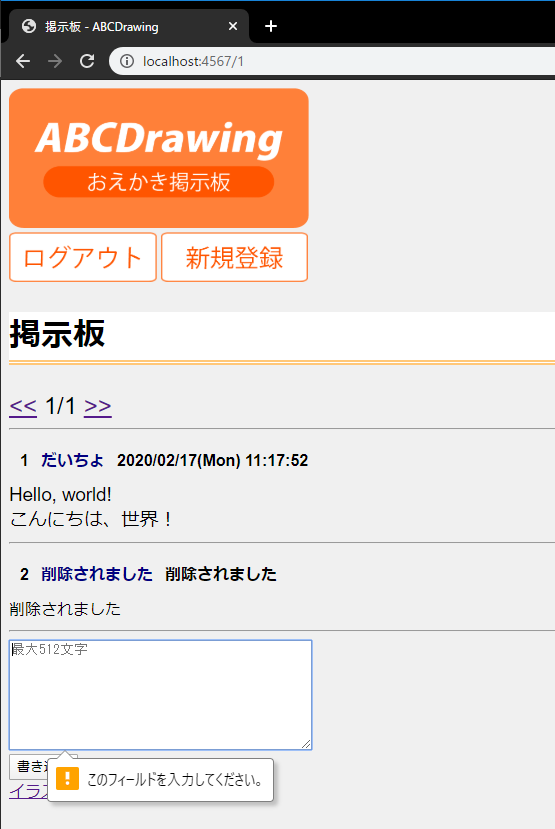 掲示板 - ABCDrawing
localhost:4567/1
ABCDrawing
おえかき掲示板
ログアウト 新規登録
掲示板
<< 1/1 >>
1 だいちょ 2020/02/17(Mon) 11:17:52
Hello, world!
こんにちは、世界！
2 削除されました 削除されました
削除されました
最大512文字
書き
このフィールドを入力してください。
イラ